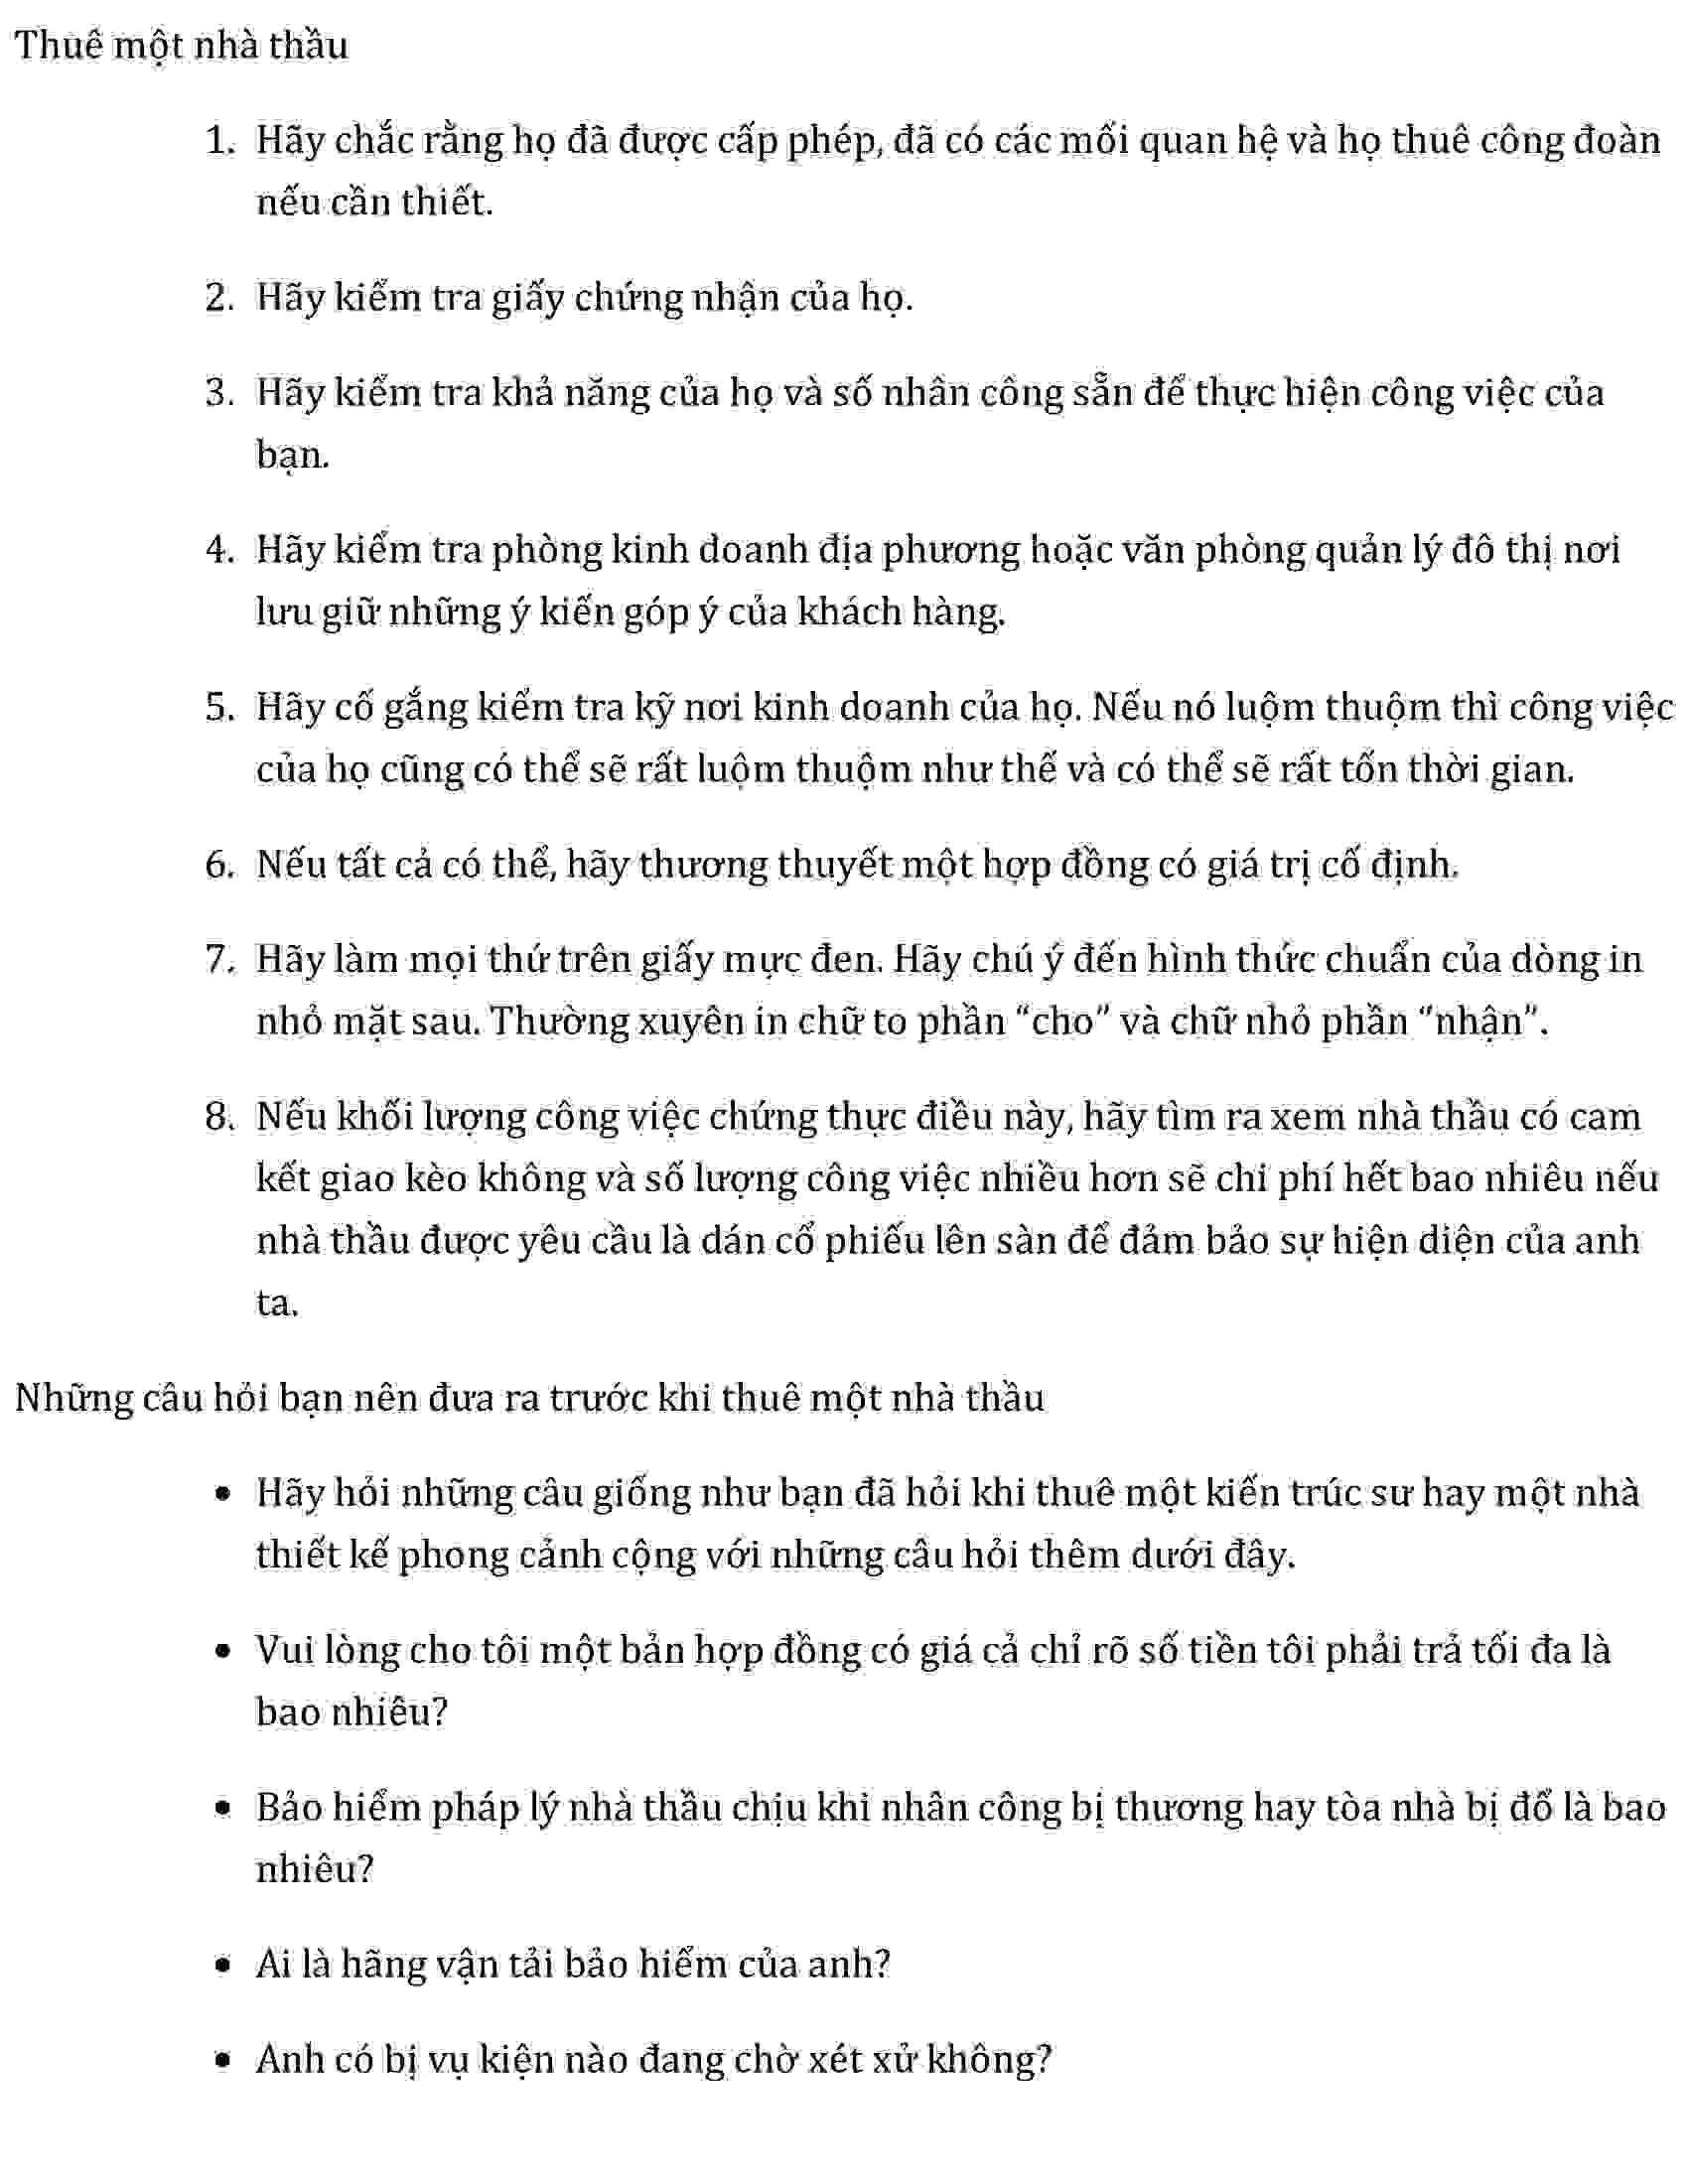 Thuê một nhà thầu
1. Hãy chắc rằng họ đã được cấp phép, đã có các mối quan hệ và họ thuê công đoàn
nếu cần thiết.
2. Hãy kiểm tra giấy chứng nhận của họ.
3. Hãy kiểm tra khả năng của họ và số nhân công sẵn để thực hiện công việc của
bạn.
4. Hãy kiểm tra phòng kinh doanh địa phương hoặc văn phòng quản lý đô thị nơi
lưu giữ những ý kiến góp ý của khách hàng.
5. Hãy cố gắng kiểm tra kỹ nơi kinh doanh của họ. Nếu nó luộm thuộm thì công việc
của họ cũng có thể sẽ rất luộm thuộm như thế và có thể sẽ rất tốn thời gian.
6. Nếu tất cả có thể, hãy thương thuyết một hợp đồng có giá trị cố định.
7. Hãy làm mọi thứ trên giấy mực đen. Hãy chú ý đến hình thức chuẩn của dòng in
nhỏ mặt sau. Thường xuyên in chữ to phần “cho” và chữ nhỏ phần “nhận”.
8. Nếu khối lượng công việc chứng thực điều này, hãy tìm ra xem nhà thầu có cam
kết giao kèo không và số lượng công việc nhiều hơn sẽ chi phí hết bao nhiêu nếu
nhà thầu được yêu cầu là dán cổ phiếu lên sàn để đảm bảo sự hiện diện của anh
ta.
Những câu hỏi bạn nên đưa ra trước khi thuê một nhà thầu
• Hãy hỏi những câu giống như bạn đã hỏi khi thuê một kiến trúc sư hay một nhà
thiết kế phong cảnh cộng với những câu hỏi thêm dưới đây.
• Vui lòng cho tôi một bản hợp đồng có giá cả chỉ rõ số tiền tôi phải trả tối đa là
bao nhiêu?
• Bảo hiểm pháp lý nhà thầu chịu khi nhân công bị thương hay tòa nhà bị đổ là bao
nhiêu?
• Ai là hãng vận tải bảo hiểm của anh?
• Anh có bị vụ kiện nào đang chờ xét xử không?